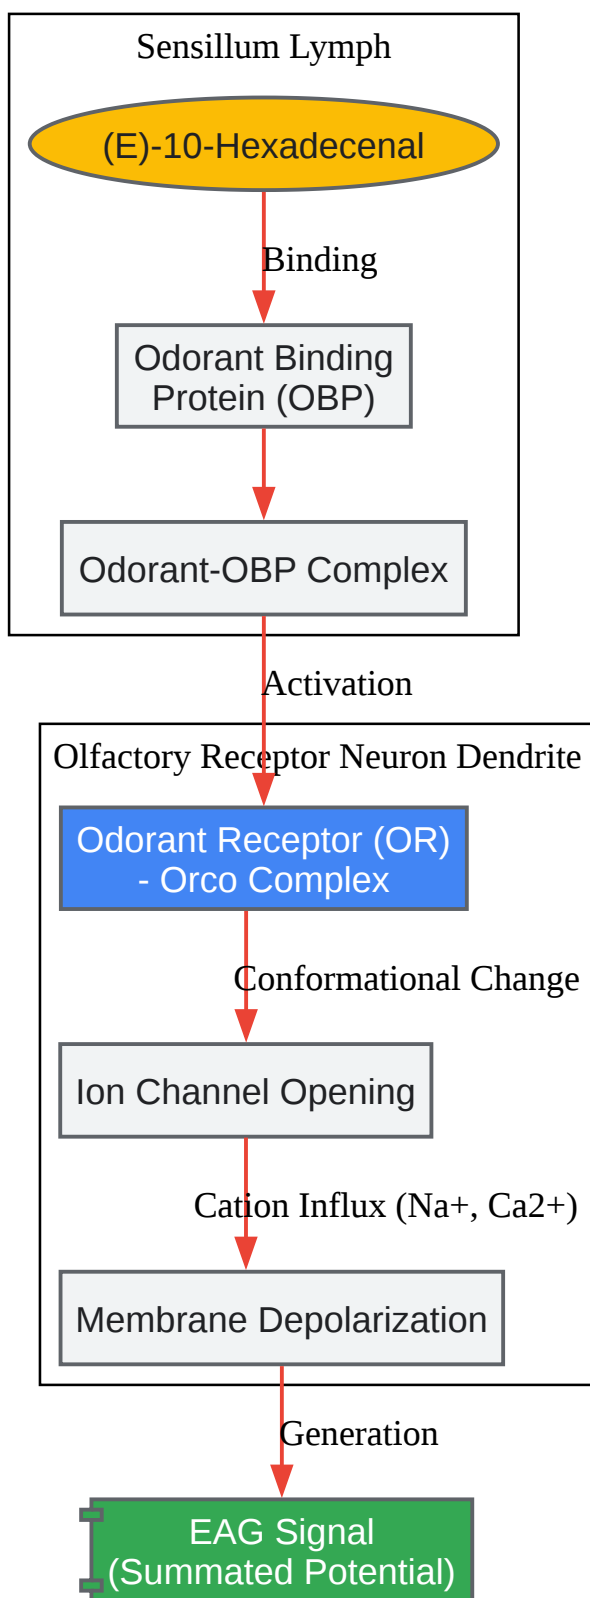 Sensillum Lymph
(E)-10-Hexadecenal
Binding
Odorant Binding
Protein (OBP)
Odorant-OBP Complex
Activation
Olfactory Receptor Neuron Dendrite
Odorant Receptor (OR)
- Orco Complex
Conformational Change
Ion Channel Opening
Cation Influx (Na+, Ca2+)
Membrane Depolarization
Generation
EAG Signal
(Summated Potential)